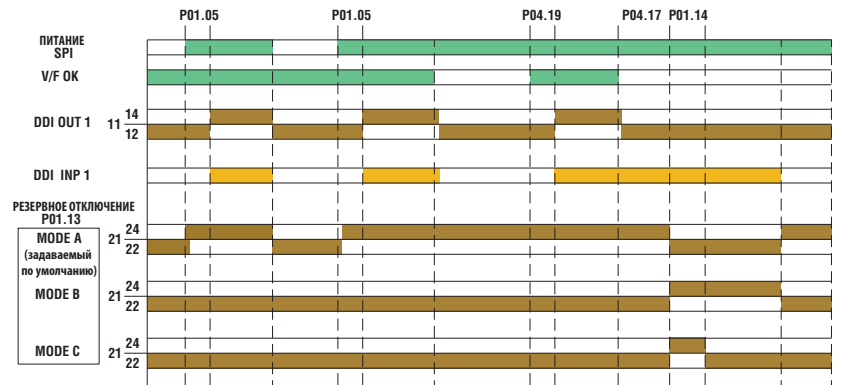 P01.05 P01.05 P04.19 P04.17 P01.14
ПИТАНИЕ
SPI
V/F OK
DDI OUT 1 11 14
12
DDI INP 1
РЕЗЕРВНОЕ ОТКЛЮЧЕНИЕ
P01.13
MODE A 21 24
22
(задаваемый
по умолчанию)
MODE B 21 24
22
MODE C 21 24
22